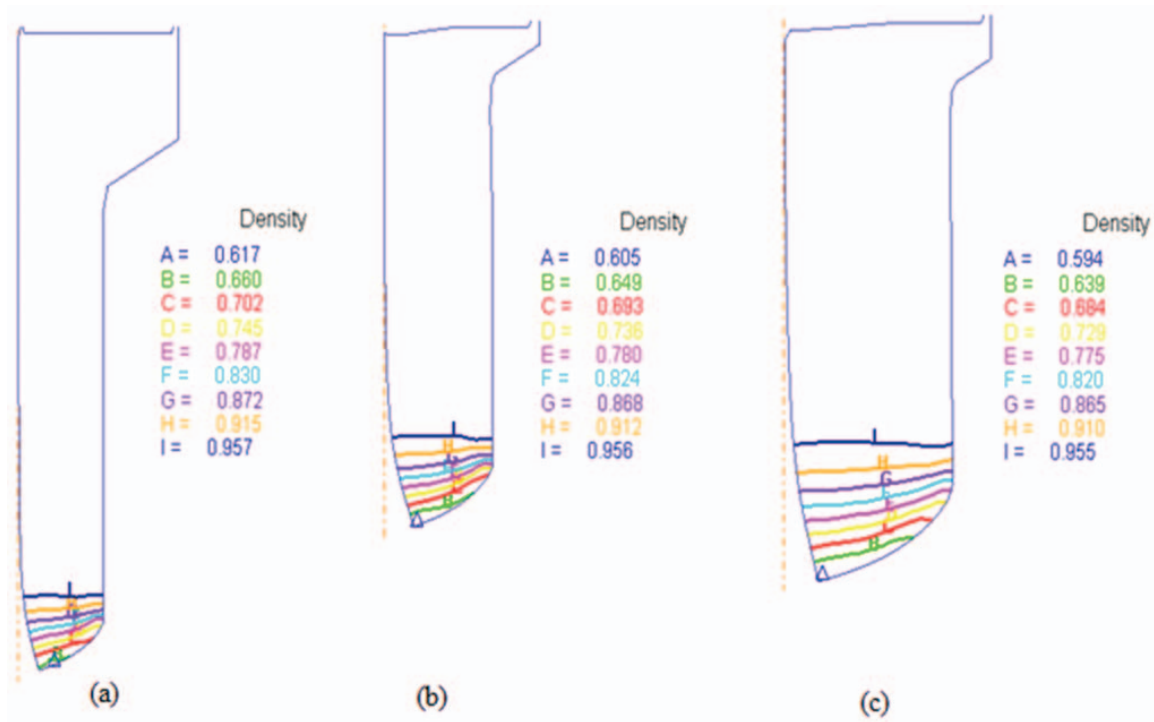 Density
A = 0.617
B = 0.660
C = 0.702
D = 0.745
E = 0.787
F = 0.830
G = 0.872
H = 0.915
I = 0.957
(a)
Density
A = 0.605
B = 0.649
C = 0.693
D = 0.736
E = 0.780
F = 0.824
G = 0.868
H = 0.912
I = 0.956
I
H
B
(b)
Density
A = 0.594
B = 0.639
C = 0.684
D = 0.729
E = 0.775
F = 0.820
G = 0.865
H = 0.910
I = 0.955
I
H
G
B
(c)